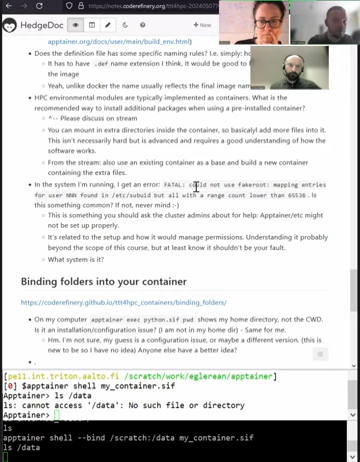 https://notes.coderefinery.org/ttt4hpc-20240507?
HedgeDoc
+ New
apptainer.org/docs/user/main/build_env.html)
Does the definition file has some specific naming rules? I.e. simply: ho
It has to have .def name extension I think. It would be good to
the image
Yeah, unlike docker the name usually reflects the final image nam
HPC environmental modules are typically implemented as containers. What is the
recommended way to install additional packages when using a pre-installed container?
^-- Please discuss on stream
You can mount in extra directories inside the container, so basicalyl add more files into it.
This isn't necessarily hard but is advanced and requires a good understanding of how the
software works.
From the stream: also use an existing container as a base and build a new container
containing the extra files.
In the system I'm running, I get an error: FATAL: could not use fakeroot: mapping entries
for user NNN found in /etc/subuid but all with a range count lower than 65536. Is
this something common? If not, never mind :-)
This is something you should ask the cluster admins about for help: Apptainer/etc might
not be set up properly.
It's related to the setup and how it would manage permissions. Understanding it probably
beyond the scope of this course, but at least know it shouldn't be your fault.
What system is it?
Binding folders into your container
https://coderefinery.github.io/ttt4hpc_containers/binding_folders/
On my computer apptainer exec python.sif pwd shows my home directory, not the CWD.
Is it an installation/configuration issue? (I am not in my home dir) - Same for me.
Hm. I'm not sure, my guess is a configuration issue, or maybe a different version. (this is
new to be so I have no idea) Anyone else have a better idea?
.
[pe11.int.triton.aalto.fi /scratch/work/eglerean/apptainer]
[0] $apptainer shell my_container.sif
Apptainer> ls /data
ls: cannot access '/data': No such file or directory
Apptainer>
ls
apptainer shell --bind /scratch:/data my_container.sif
ls /data